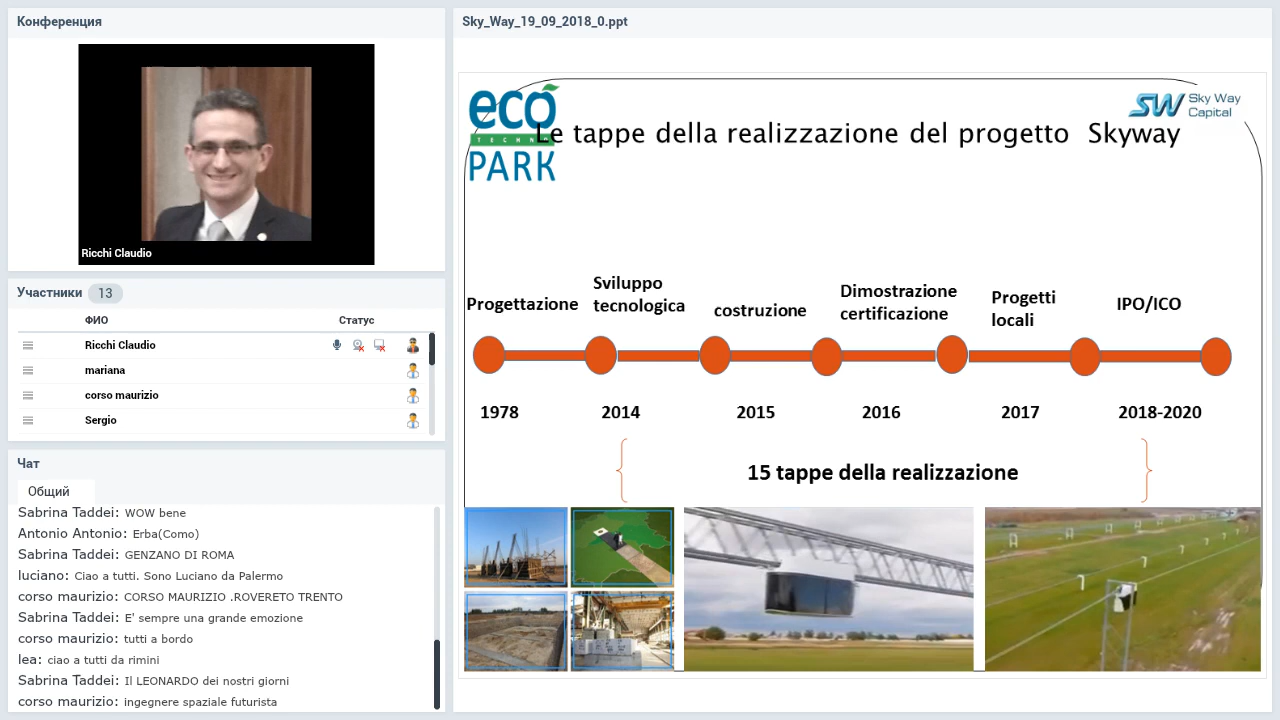 Конференция
Ricchi Claudio
Участники 13
ФИО Статус
Ricchi Claudio
mariana
corso maurizio
Sergio
Чат
Общий
Sabrina Taddei: WOW bene
Antonio Antonio: Erba(Como)
Sabrina Taddei: GENZANO DI ROMA
luciano: Ciao a tutti. Sono Luciano da Palermo
corso maurizio: CORSO MAURIZIO .ROVERETO TRENTO
Sabrina Taddei: E' sempre una grande emozione
corso maurizio: tutti a bordo
lea: ciao a tutti da rimini
Sabrina Taddei: Il LEONARDO dei nostri giorni
corso maurizio: ingegnere spaziale futurista
Sky_Way_19_09_2018_0.ppt
eco
TECHNO
PARK
SW Sky Way
Capital
Le tappe della realizzazione del progetto Skyway
Progettazione
Sviluppo
tecnologica
costruzione
Dimostrazione
certificazione
Progetti
locali
IPO/ICO
1978 2014 2015 2016 2017 2018-2020
15 tappe della realizzazione